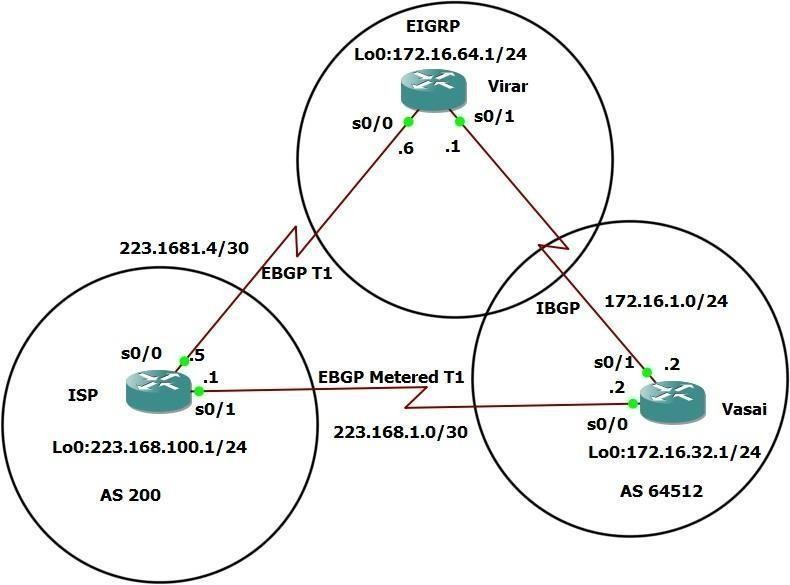 EIGRP
Lo0:172.16.64.1/24
Virar
s0/0
s0/1
.6
.1
223.1681.4/30
EBGP T1
IBGP
172.16.1.0/24
s0/0
.5
.1
ISP
s0/1
EBGP Metered T1
223.168.1.0/30
s0/1
.2
.2
s0/0
Vasai
Lo0:223.168.100.1/24
Lo0:172.16.32.1/24
AS 200
AS 64512